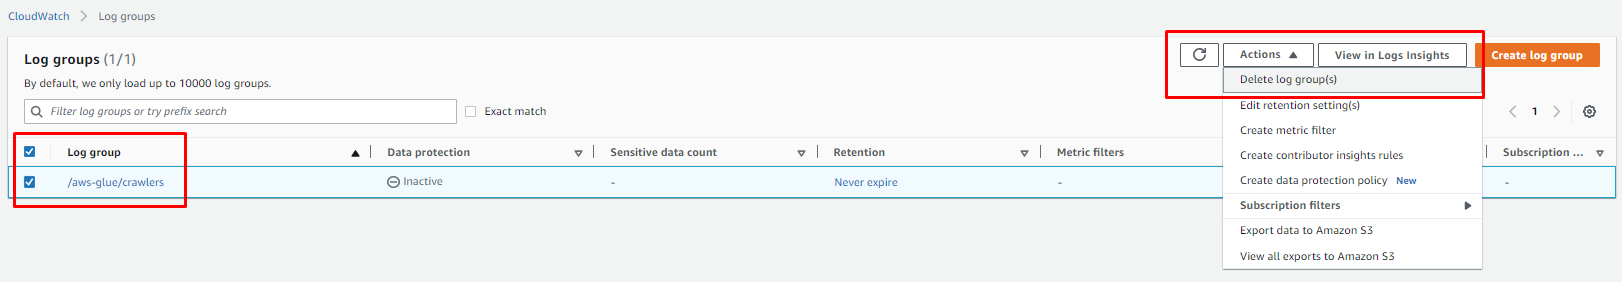 CloudWatch > Log groups
Log groups (1/1)
Actions
View in Logs Insights
Create log group
By default, we only load up to 10000 log groups.
Delete log group(s)
Filter log groups or try prefix search
Exact match
Edit retention setting(s)
1
Create metric filter
Log group
Data protection
Sensitive data count
Retention
Metric filters
Create contributor insights rules
Subscription ...
/aws-glue/crawlers
Inactive
-
Never expire
-
Create data protection policy New
-
Subscription filters
Export data to Amazon S3
View all exports to Amazon S3